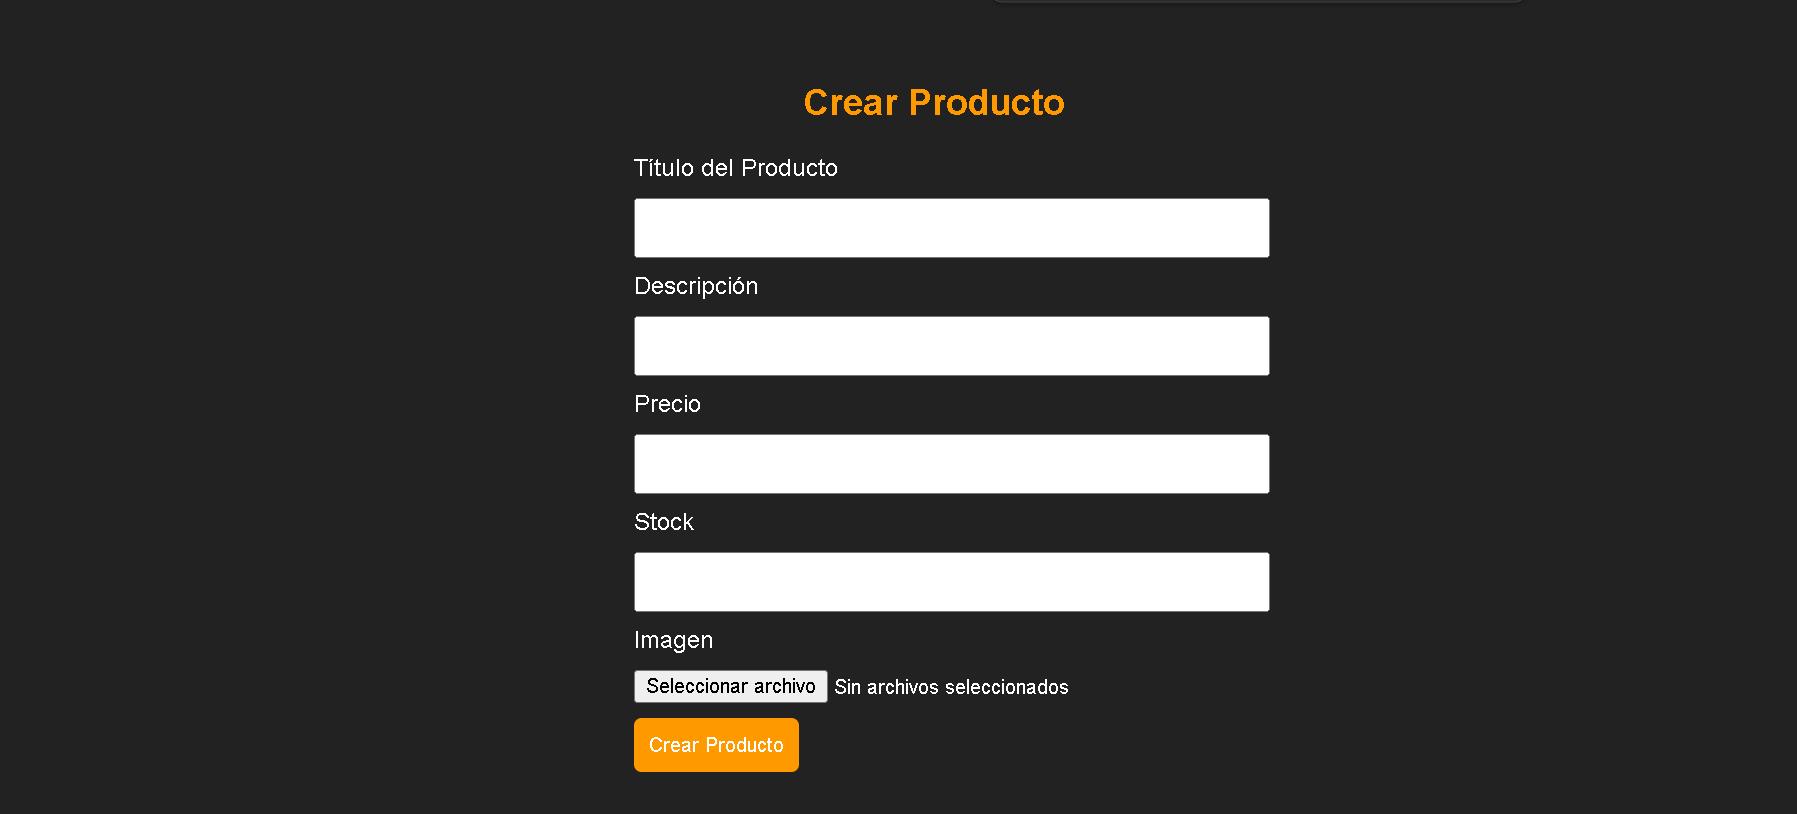 Crear Producto
Título del Producto
Descripción
Precio
Stock
Imagen
Seleccionar archivo Sin archivos seleccionados
Crear Producto